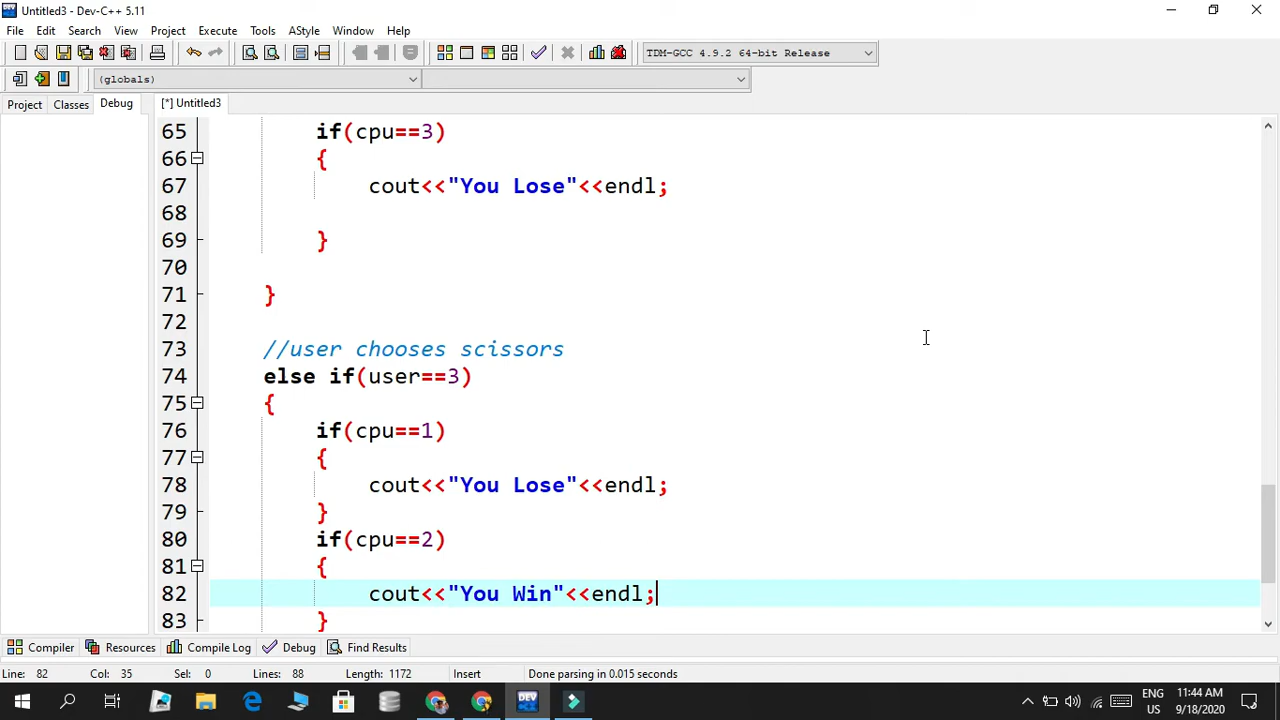 Untitled3 - Dev-C++ 5.11
File Edit Search View Project Execute Tools AStyle Window Help
TDM-GCC 4.9.2 64-bit Release
(globals)
Project Classes Debug [*] Untitled3
65 if(cpu==3)
66 {
67 cout<<"You Lose"<<endl;
68
69 }
70
71 }
72
73 //user chooses scissors
74 else if(user==3)
75 {
76 if(cpu==1)
77 {
78 cout<<"You Lose"<<endl;
79 }
80 if(cpu==2)
81 {
82 cout<<"You Win"<<endl;
83 }
Compiler Resources Compile Log Debug Find Results
Line: 82 Col: 35 Sel: 0 Lines: 88 Length: 1172 Insert Done parsing in 0.015 seconds
DEV
ENG 11:44 AM
US 9/18/2020